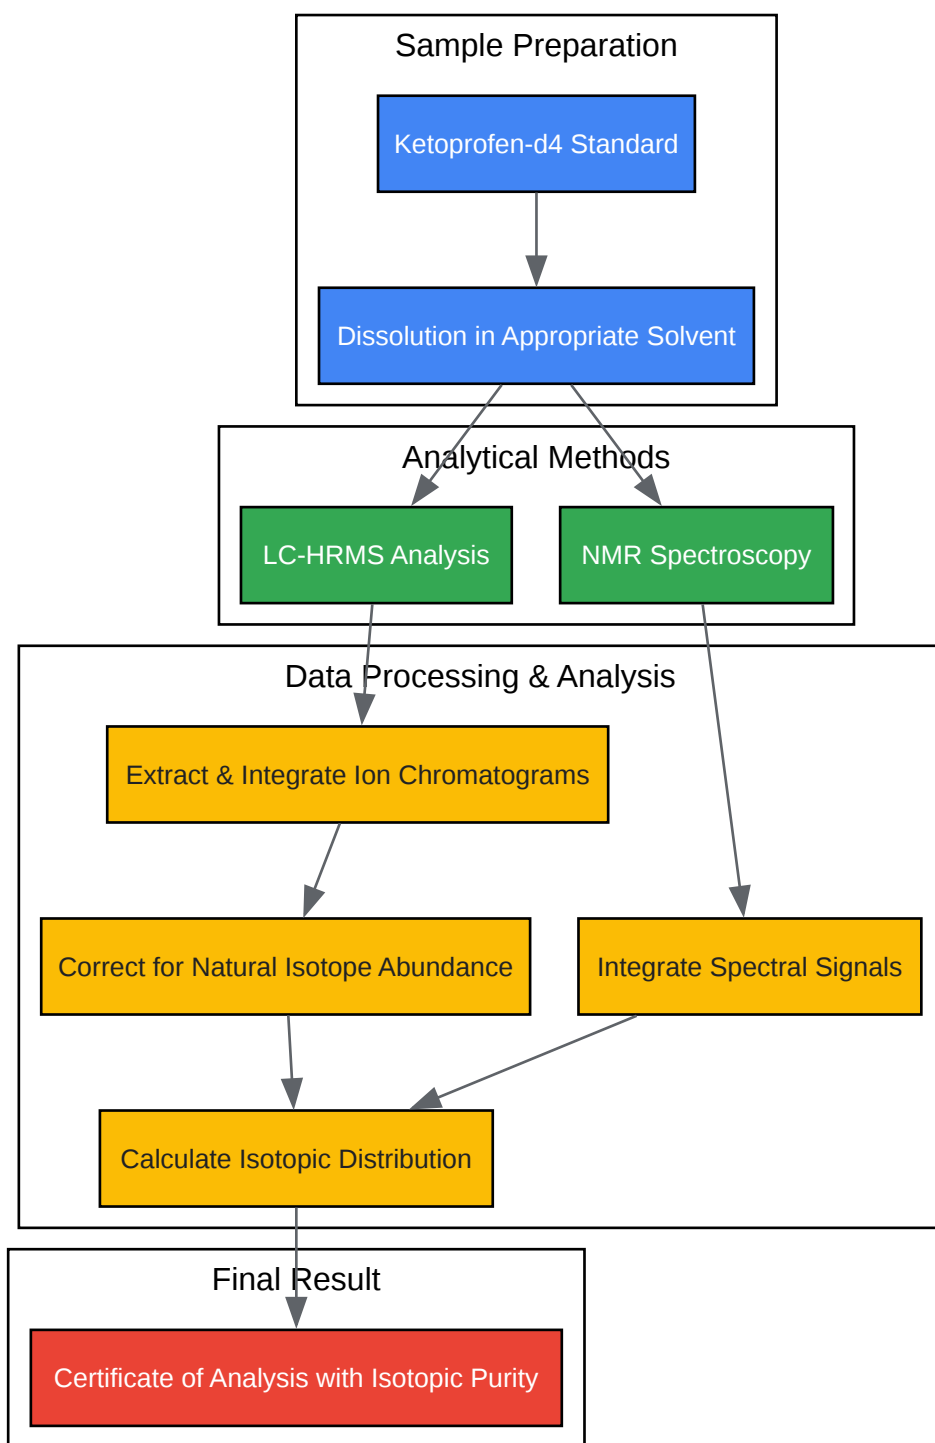 Sample Preparation
Ketoprofen-d4 Standard
Dissolution in Appropriate Solvent
Analytical Methods
LC-HRMS Analysis
NMR Spectroscopy
Data Processing & Analysis
Extract & Integrate Ion Chromatograms
Correct for Natural Isotope Abundance
Integrate Spectral Signals
Calculate Isotopic Distribution
Final Result
Certificate of Analysis with Isotopic Purity